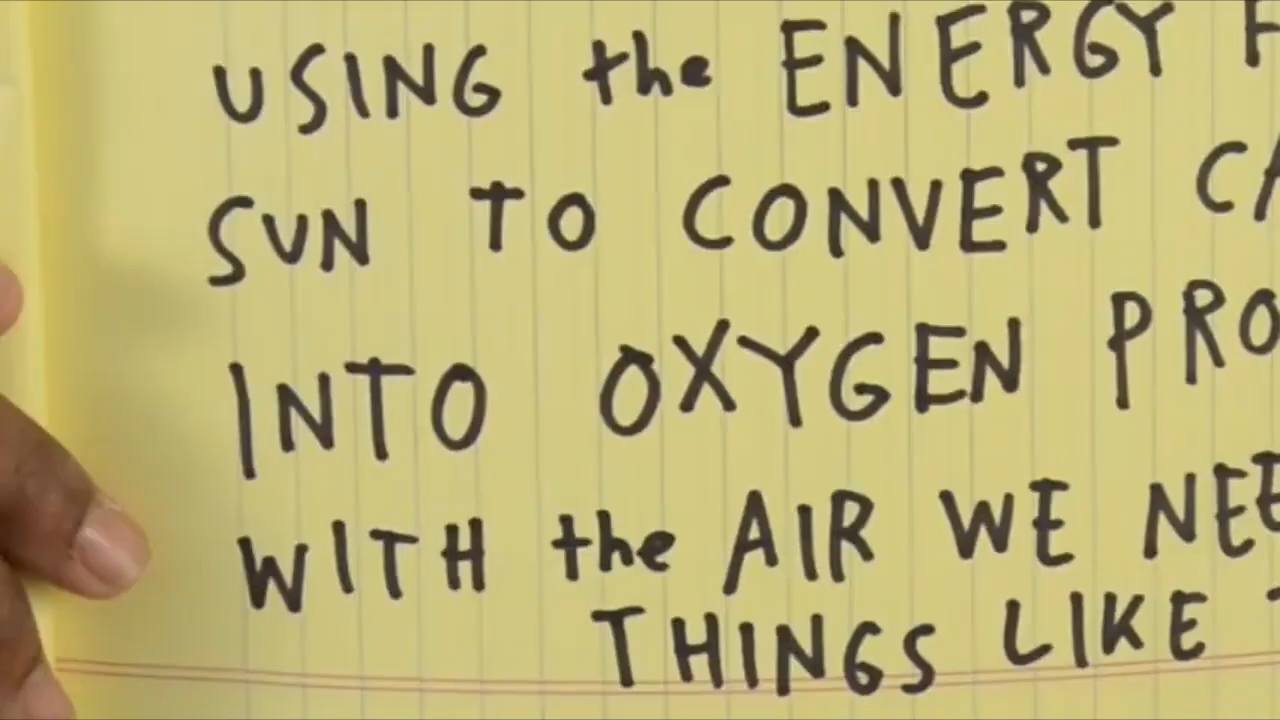 USING the ENERGY
SUN TO CONVERT
INTO OXYGEN
WITH the AIR WE
THINGS LIKE